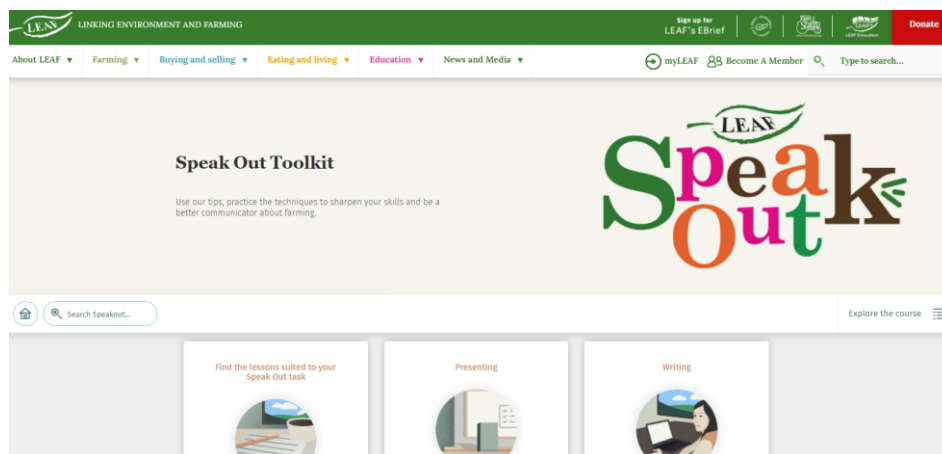 LEAF
LINKING ENVIRONMENT AND FARMING
Sign up for
LEAF's EBrief
LEAF Education
Donate
About LEAF ▼ Farming ▼ Buying and selling ▼ Eating and living ▼ Education ▼ News and Media ▼
myLEAF Become A Member Type to search...
Speak Out Toolkit
Use our tips, practice the techniques to sharpen your skills and be a
better communicator about farming.
LEAF
Speak
Out
Search Speakout...
Explore the course
Find the lessons suited to your
Speak Out task
Presenting
Writing